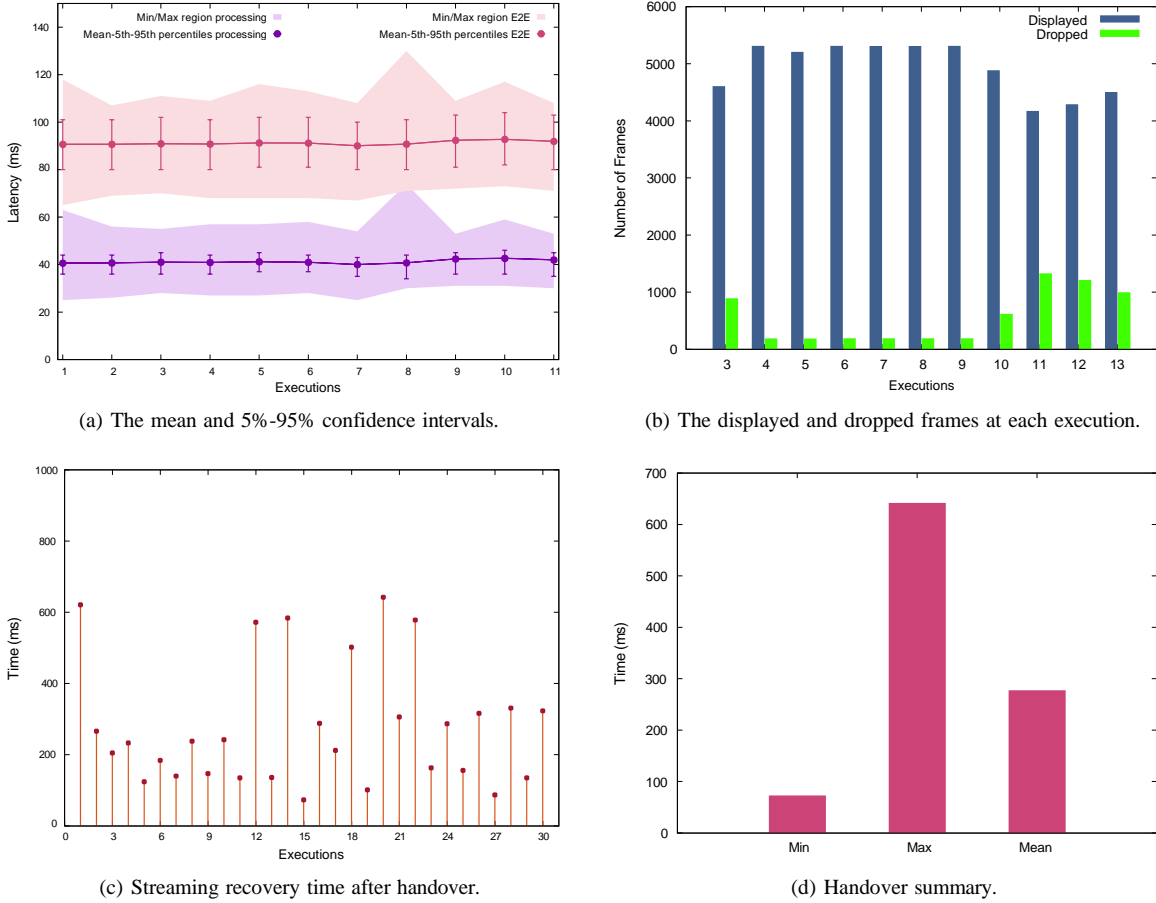 Min/Max region processing
Mean-5th-95th percentiles processing
Min/Max region E2E
Mean-5th-95th percentiles E2E
Latency (ms)
0
20
40
60
80
100
120
140
1 2 3 4 5 6 7 8 9 10 11
Executions
(a) The mean and 5%-95% confidence intervals.
Displayed
Dropped
Number of Frames
0
1000
2000
3000
4000
5000
6000
3 4 5 6 7 8 9 10 11 12 13
Executions
(b) The displayed and dropped frames at each execution.
Time (ms)
0
200
400
600
800
1000
0 3 6 9 12 15 18 21 24 27 30
Executions
(c) Streaming recovery time after handover.
Time (ms)
0
100
200
300
400
500
600
700
Min Max Mean
(d) Handover summary.